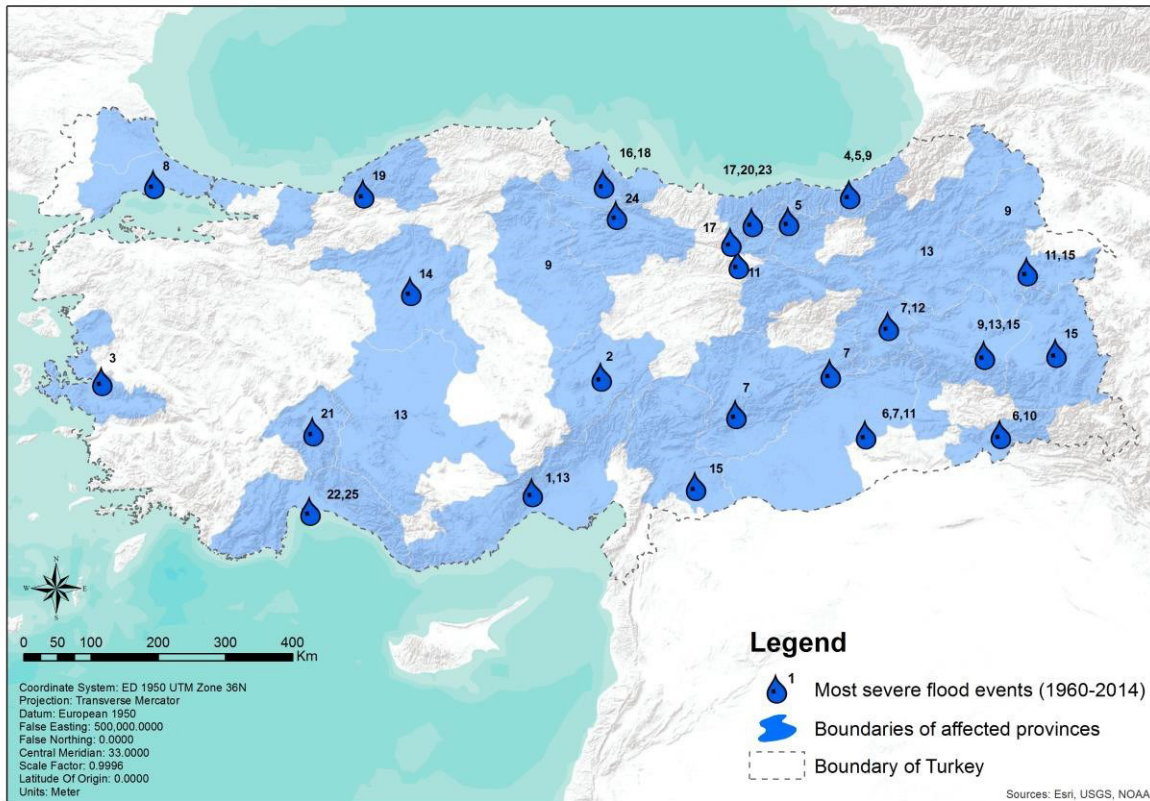 16,18
17,20,23
4,5,9
8
19
24
5
9
17
13
9
11
11,15
14
7,12
9,13,15
15
3
2
7
7
13
21
6,7,11
6,10
1,13
15
22,25
N
W
E
S
0 50 100 200 300 400
Km
Coordinate System: ED 1950 UTM Zone 36N
Projection: Transverse Mercator
Datum: European 1950
False Easting: 500,000.0000
False Northing: 0.0000
Central Meridian: 33.0000
Scale Factor: 0.9996
Latitude Of Origin: 0.0000
Units: Meter
Legend
1
Most severe flood events (1960-2014)
Boundaries of affected provinces
Boundary of Turkey
Sources: Esri, USGS, NOAA